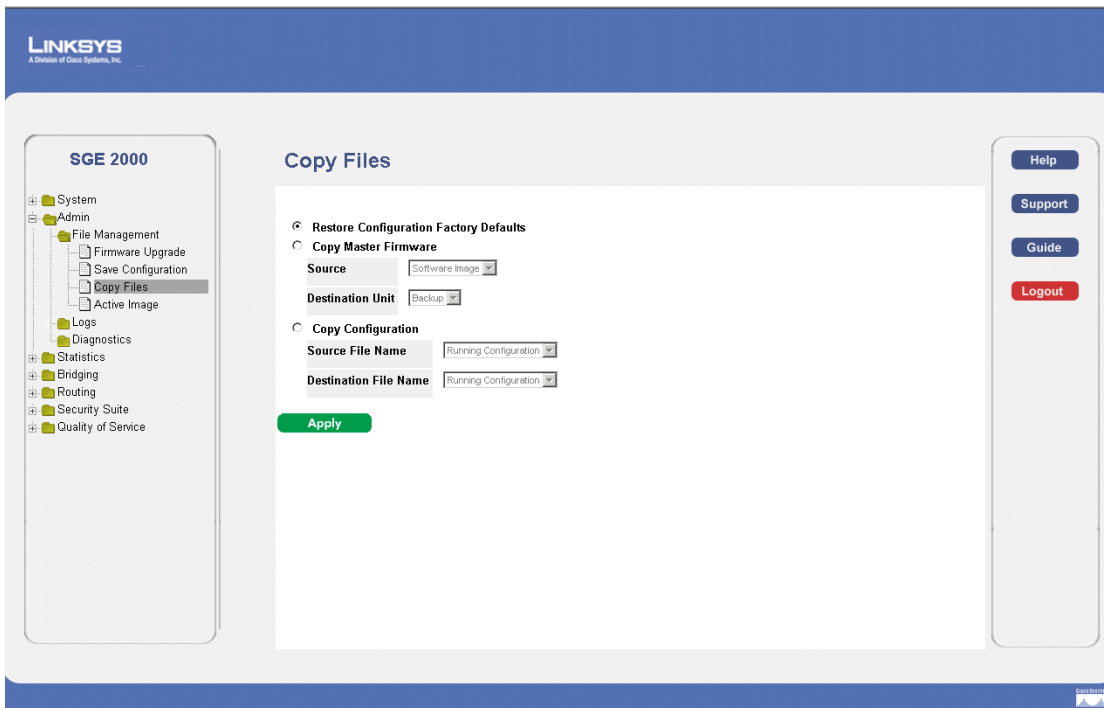 LINKSYS
A Division of Cisco Systems, Inc.
SGE 2000
System
Admin
File Management
Firmware Upgrade
Save Configuration
Copy Files
Active Image
Logs
Diagnostics
Statistics
Bridging
Routing
Security Suite
Quality of Service
Copy Files
Restore Configuration Factory Defaults
Copy Master Firmware
Source Software Image
Destination Unit Backup
Copy Configuration
Source File Name Running Configuration
Destination File Name Running Configuration
Apply
Help
Support
Guide
Logout